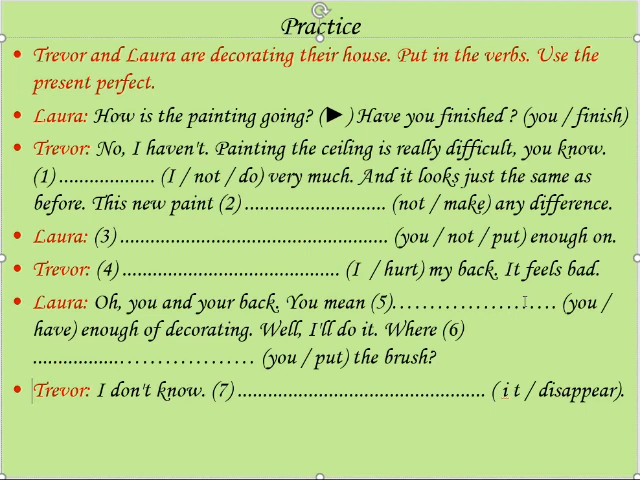 Practice
• Trevor and Laura are decorating their house. Put in the verbs. Use the
present perfect.
• Laura: How is the painting going? (►) Have you finished ? (you / finish)
• Trevor: No, I haven't. Painting the ceiling is really difficult, you know.
(1) ................... (I / not / do) very much. And it looks just the same as
before. This new paint (2) ............................ (not / make) any difference.
• Laura: (3) ..................................................... (you / not / put) enough on.
• Trevor: (4) ........................................... (I / hurt) my back. It feels bad.
• Laura: Oh, you and your back. You mean (5)........................... (you /
have) enough of decorating. Well, I'll do it. Where (6)
..................................... (you / put) the brush?
• Trevor: I don't know. (7) ................................................. ( i t / disappear).